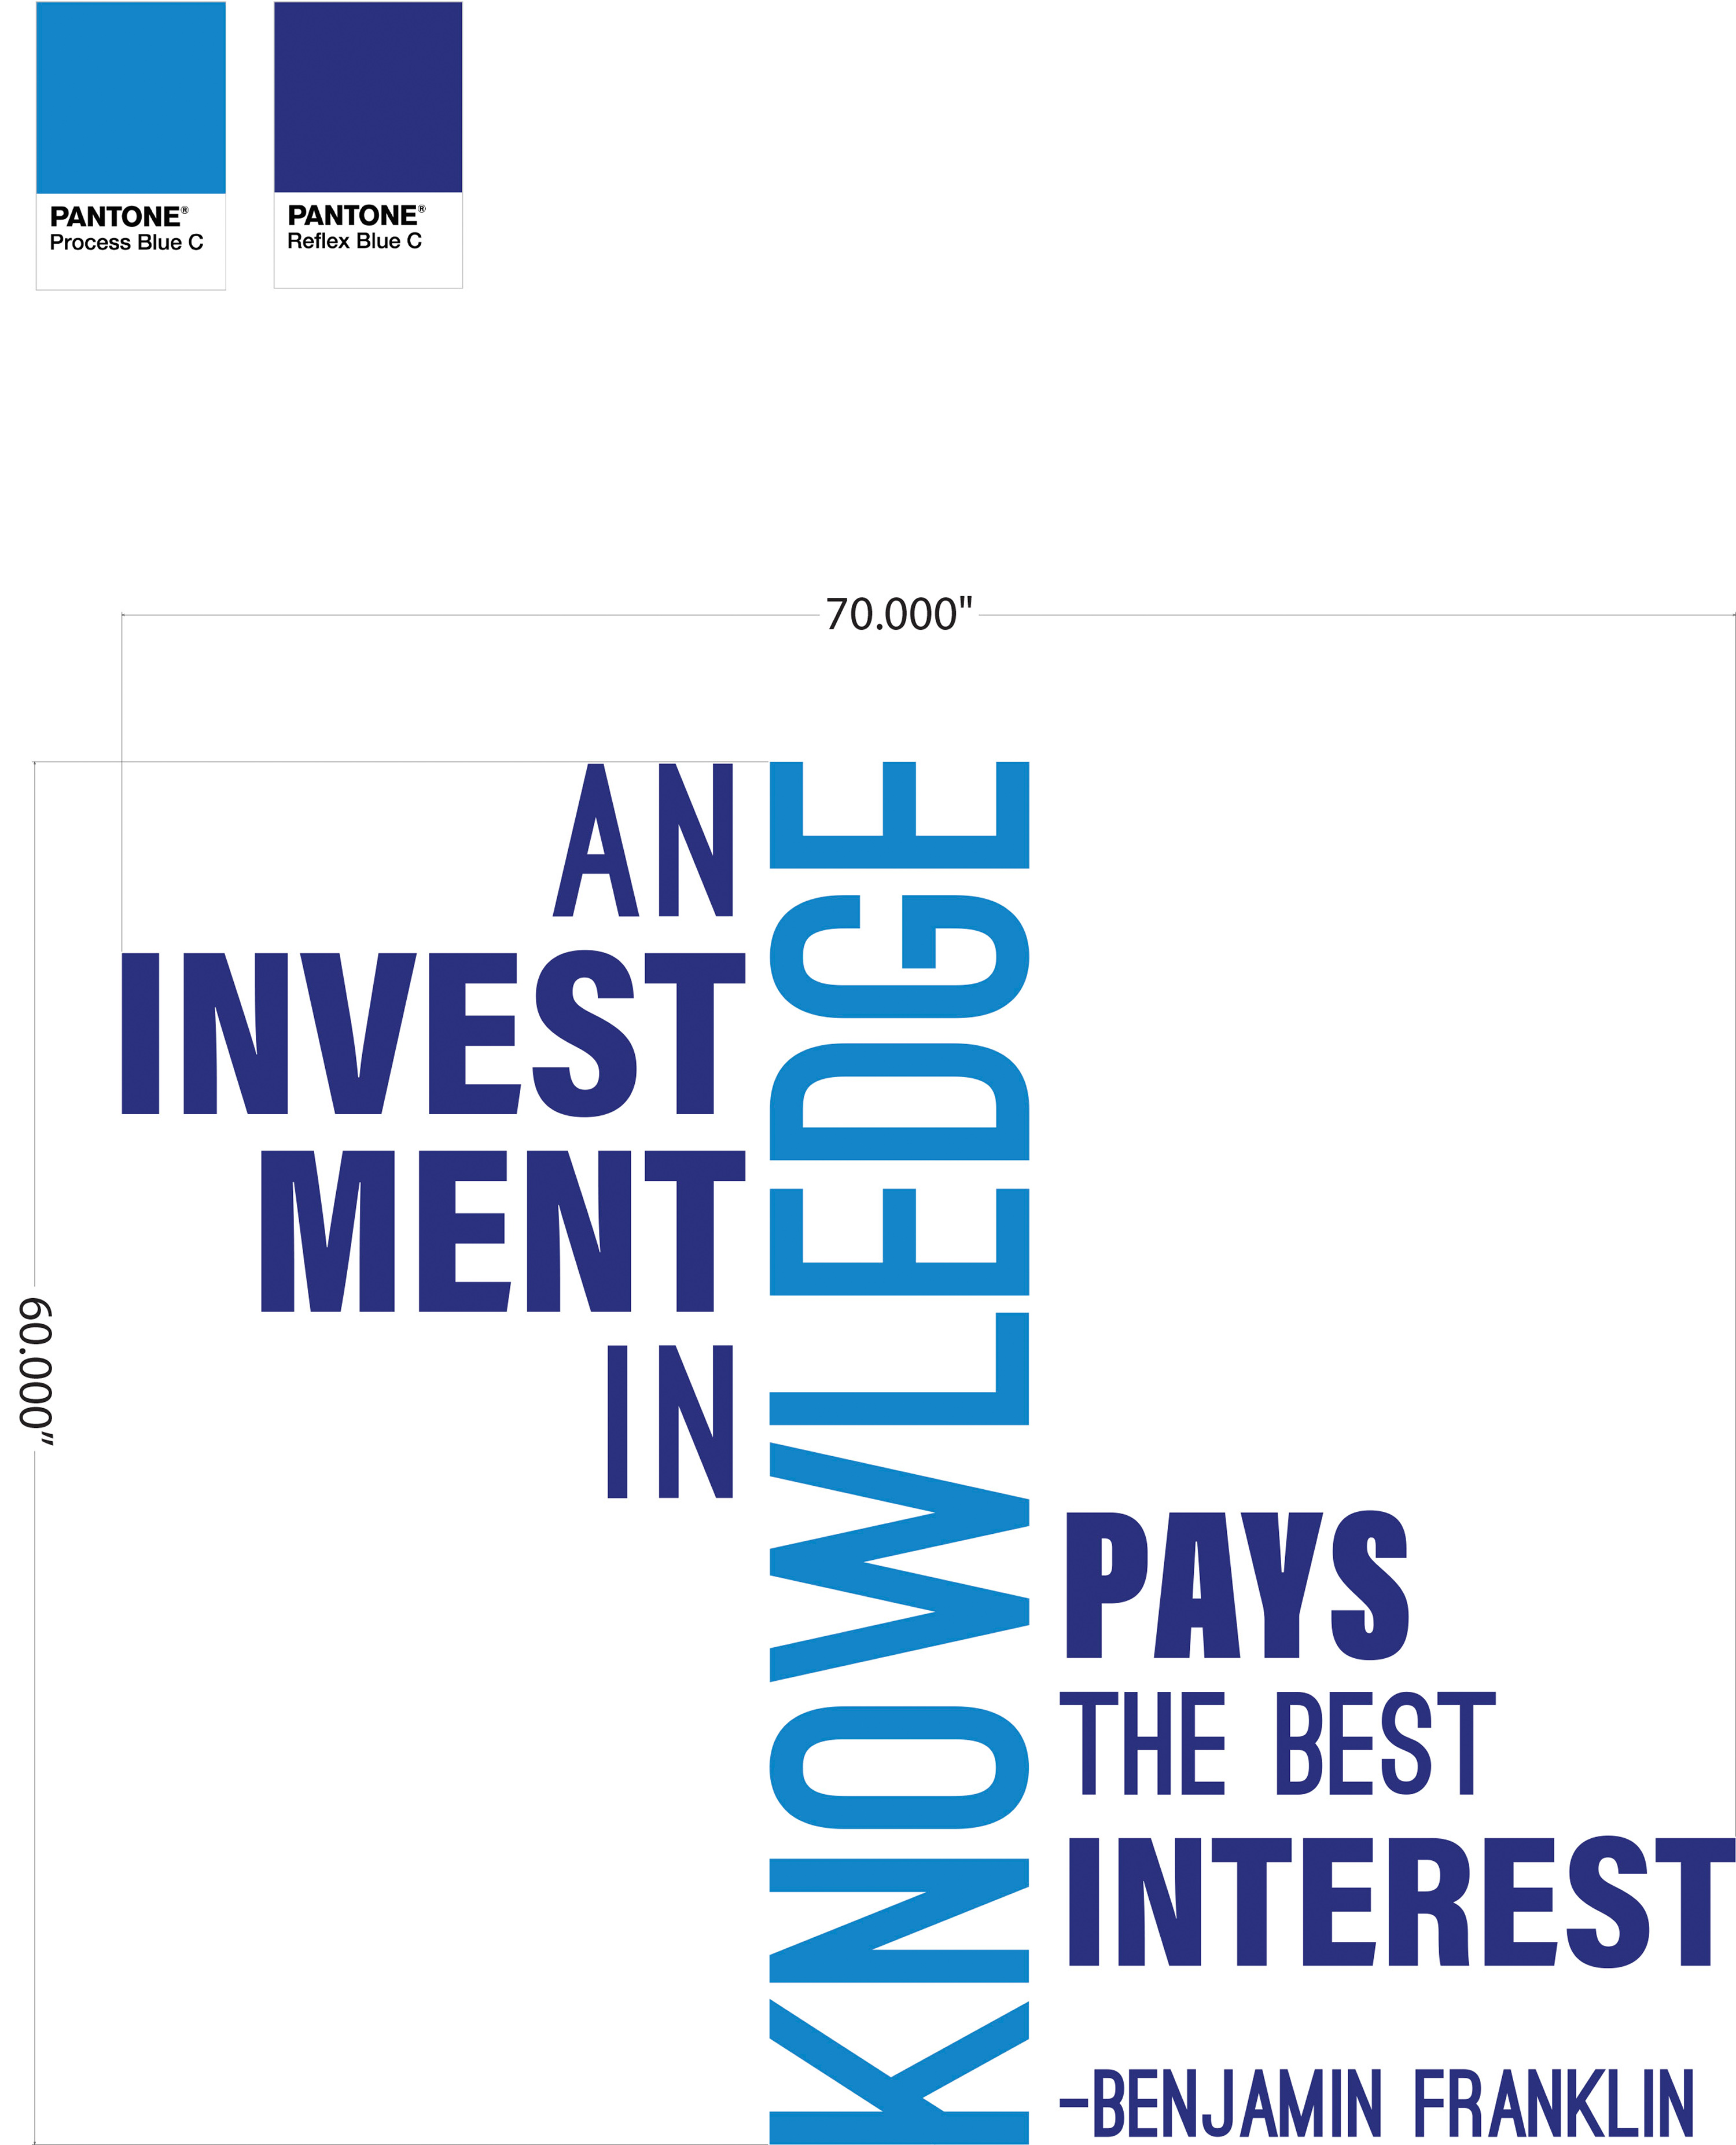 PANTONE®
Process Blue C
PANTONE®
Reflex Blue C
70.000"
60.000"
AN
INVEST
MENT
IN
KNOWLEDGE
PAYS
THE BEST
INTEREST
–BENJAMIN FRANKLIN